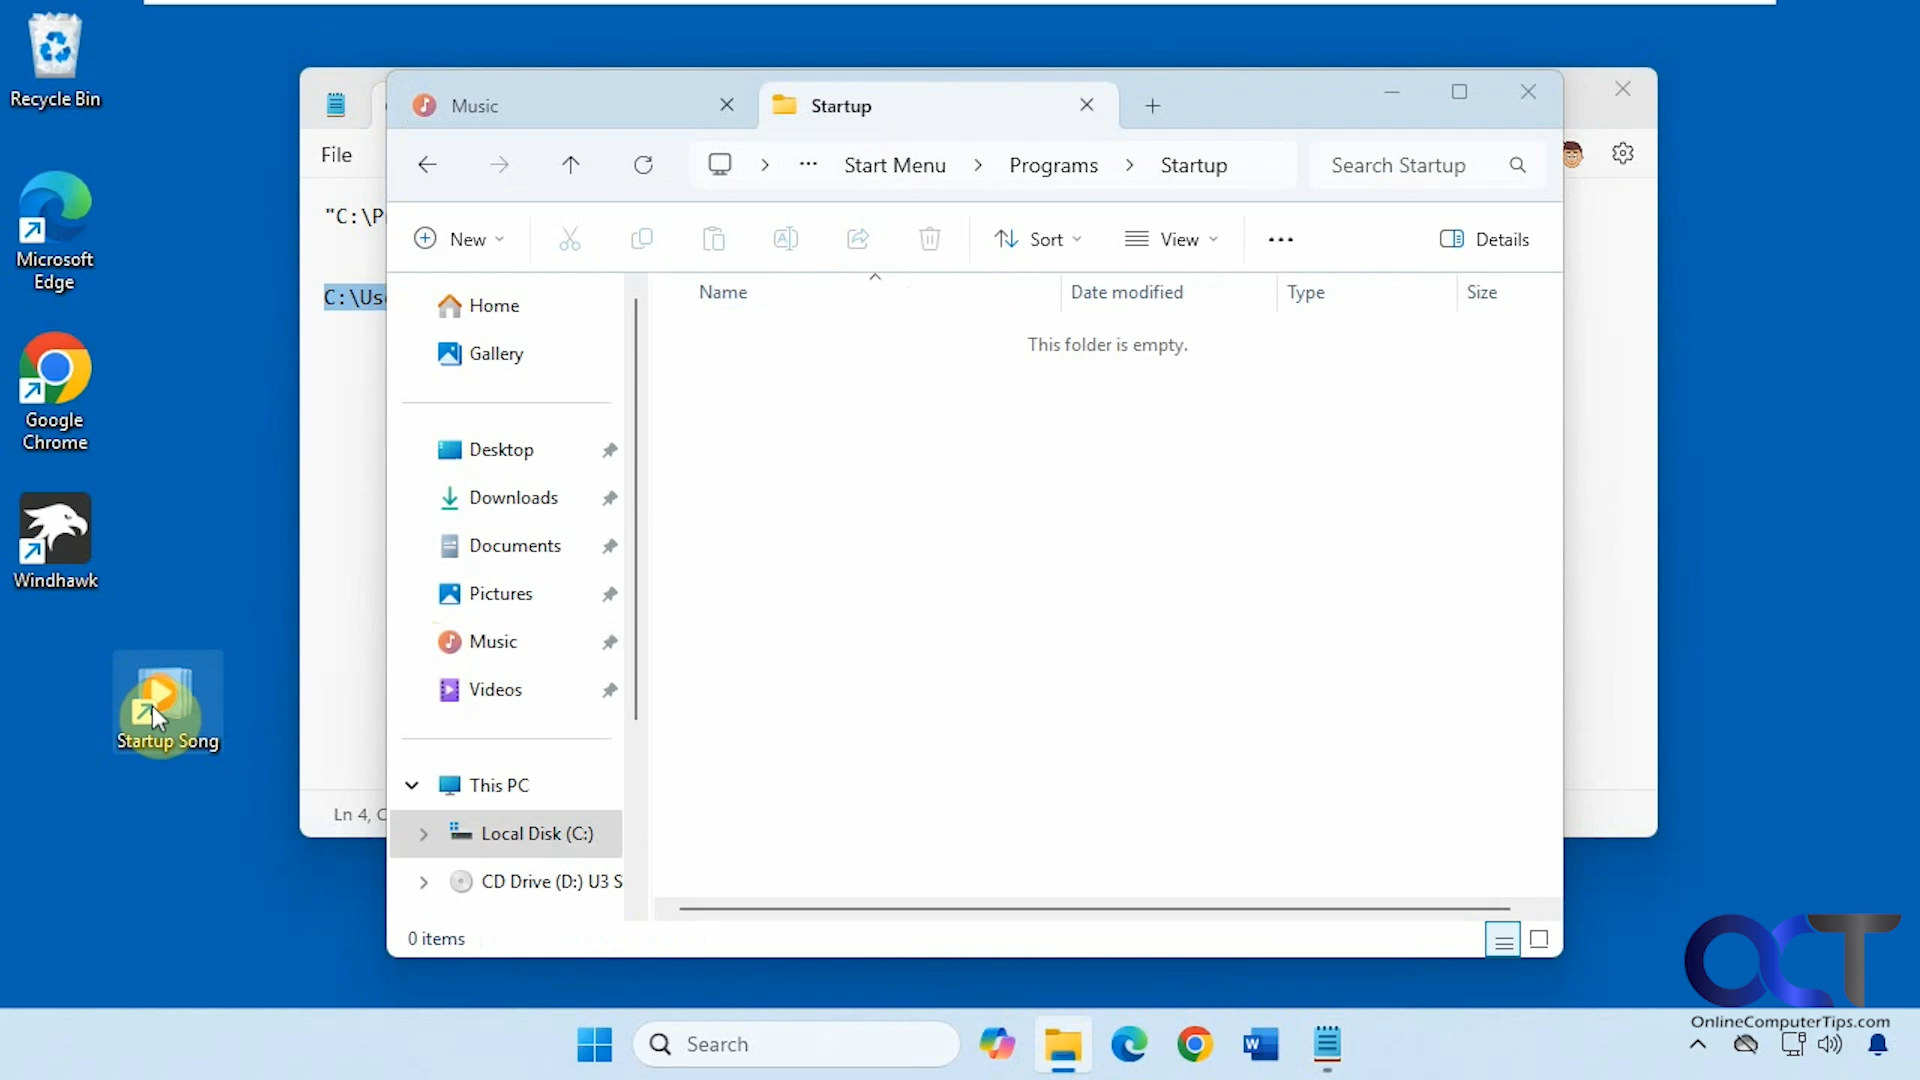 Recycle Bin
Microsoft
Edge
Google
Chrome
Windhawk
Startup Song
Music
Startup
File
Start Menu
Programs
Startup
Search Startup
"C:\P
C:\Us
New
Sort
View
Details
Name
Date modified
Type
Size
This folder is empty.
Home
Gallery
Desktop
Downloads
Documents
Pictures
Music
Videos
This PC
Local Disk (C:)
CD Drive (D:) U3 S
Ln 4, C
0 items
Search
OCT
OnlineComputerTips.com